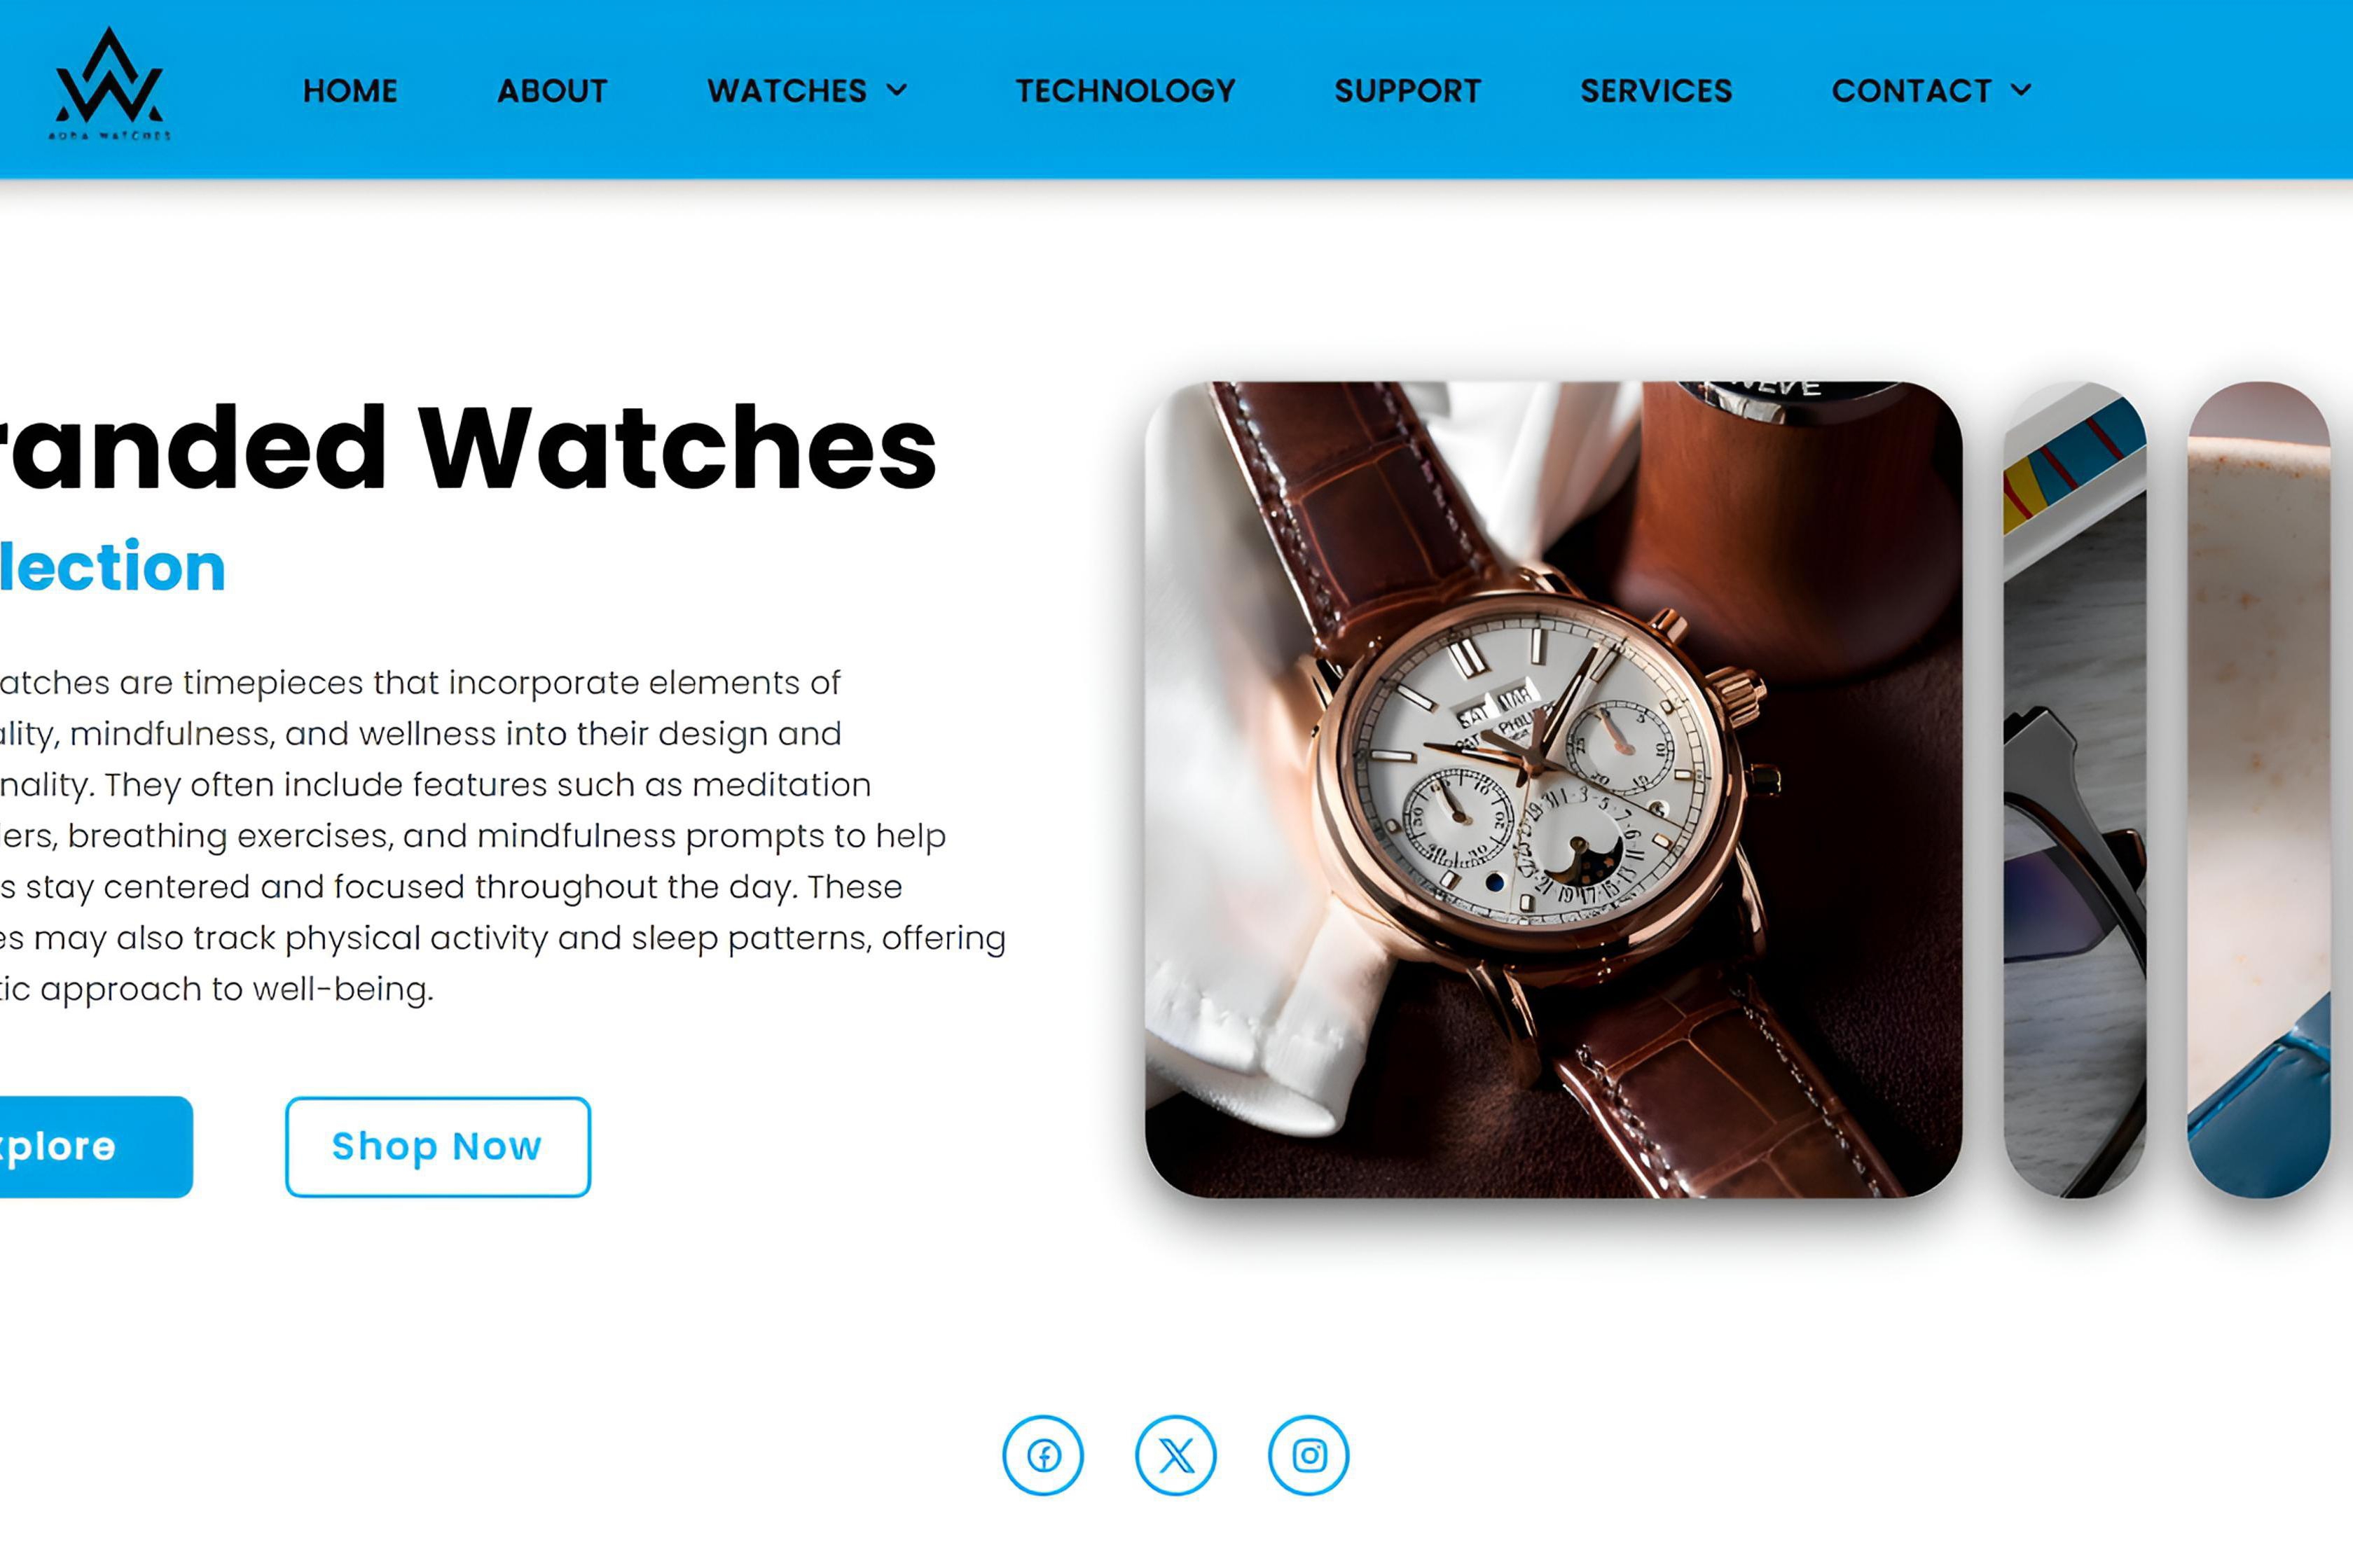 HOME ABOUT WATCHES TECHNOLOGY SUPPORT SERVICES CONTACT
WATCHES
randed Watches
lection
atches are timepieces that incorporate elements of
ality, mindfulness, and wellness into their design and
nality. They often include features such as meditation
ers, breathing exercises, and mindfulness prompts to help
s stay centered and focused throughout the day. These
es may also track physical activity and sleep patterns, offering
tic approach to well-being.
xplore Shop Now
SAT MAR